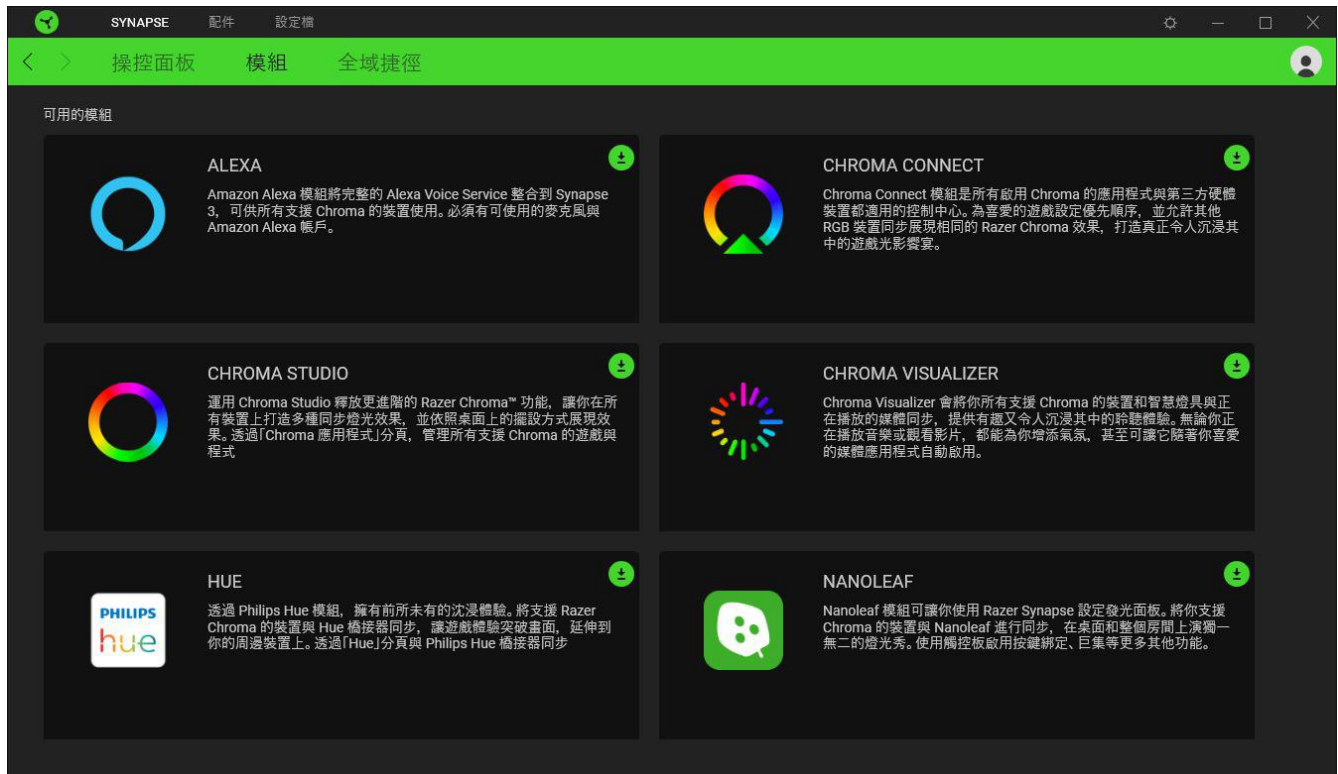 SYNAPSE 配件 設定檔
操控面板 模組 全域捷徑
可用的模組
ALEXA
Amazon Alexa 模組將完整的 Alexa Voice Service 整合到 Synapse
3，可供所有支援 Chroma 的裝置使用。必須有可使用的麥克風與
Amazon Alexa 帳戶。
CHROMA CONNECT
Chroma Connect 模組是所有啟用 Chroma 的應用程式與第三方硬體
裝置都適用的控制中心。為喜愛的遊戲設定優先順序，並允許其他
RGB 裝置同步展現相同的 Razer Chroma 效果，打造真正令人沉浸其
中的遊戲光影饗宴。
CHROMA STUDIO
運用 Chroma Studio 釋放更進階的 Razer Chroma™ 功能，讓你在所
有裝置上打造多種同步燈光效果，並依照桌面上的擺設方式展現效
果。透過「Chroma 應用程式」分頁，管理所有支援 Chroma 的遊戲與
程式
CHROMA VISUALIZER
Chroma Visualizer 會將你所有支援 Chroma 的裝置和智慧燈具與正
在播放的媒體同步，提供有趣又令人沉浸其中的聆聽體驗。無論你正
在播放音樂或觀看影片，都能為你增添氣氛，甚至可讓它隨著你喜愛
的媒體應用程式自動啟用。
PHILIPS
hue
HUE
透過 Philips Hue 模組，擁有前所未有的沈浸體驗。將支援 Razer
Chroma 的裝置與 Hue 橋接器同步，讓遊戲體驗突破畫面，延伸到
你的周邊裝置上。透過「Hue」分頁與 Philips Hue 橋接器同步
NANOLEAF
Nanoleaf 模組可讓你使用 Razer Synapse 設定發光面板。將你支援
Chroma 的裝置與 Nanoleaf 進行同步，在桌面和整個房間上演獨一
無二的燈光秀。使用觸控板啟用按鍵綁定、巨集等更多其他功能。